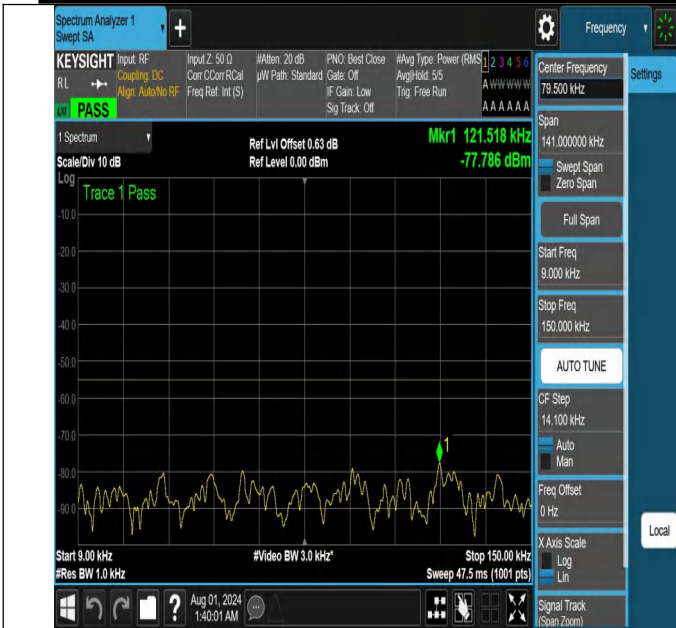 Spectrum Analyzer 1
Swept SA
+
Frequency
KEYSIGHT
RL
PASS
Input: RF
Coupling: DC
Align: Auto/No RF
Input Z: 50 Ω
Corr CCorr RCal
Freq Ref: Int (S)
#Atten: 20 dB
µW Path: Standard
PNO: Best Close
Gate: Off
IF Gain: Low
Sig Track: Off
#Avg Type: Power (RMS
Avg|Hold: 5/5
Trig: Free Run
1 2 3 4 5 6
A W W W W W
A A A A A A
1 Spectrum
Scale/Div 10 dB
Ref Lvl Offset 0.63 dB
Ref Level 0.00 dBm
Mkr1 121.518 kHz
-77.786 dBm
Log
Trace 1 Pass
-10.0
-20.0
-30.0
-40.0
-50.0
-60.0
-70.0
-80.0
-90.0
1
Start 9.00 kHz
#Res BW 1.0 kHz
#Video BW 3.0 kHz*
Stop 150.00 kHz
Sweep 47.5 ms (1001 pts)
Center Frequency
79.500 kHz
Span
141.000000 kHz
Swept Span
Zero Span
Full Span
Start Freq
9.000 kHz
Stop Freq
150.000 kHz
AUTO TUNE
CF Step
14.100 kHz
Auto
Man
Freq Offset
0 Hz
X Axis Scale
Log
Lin
Signal Track
(Span Zoom)
Settings
Local
?
Aug 01, 2024
1:40:01 AM